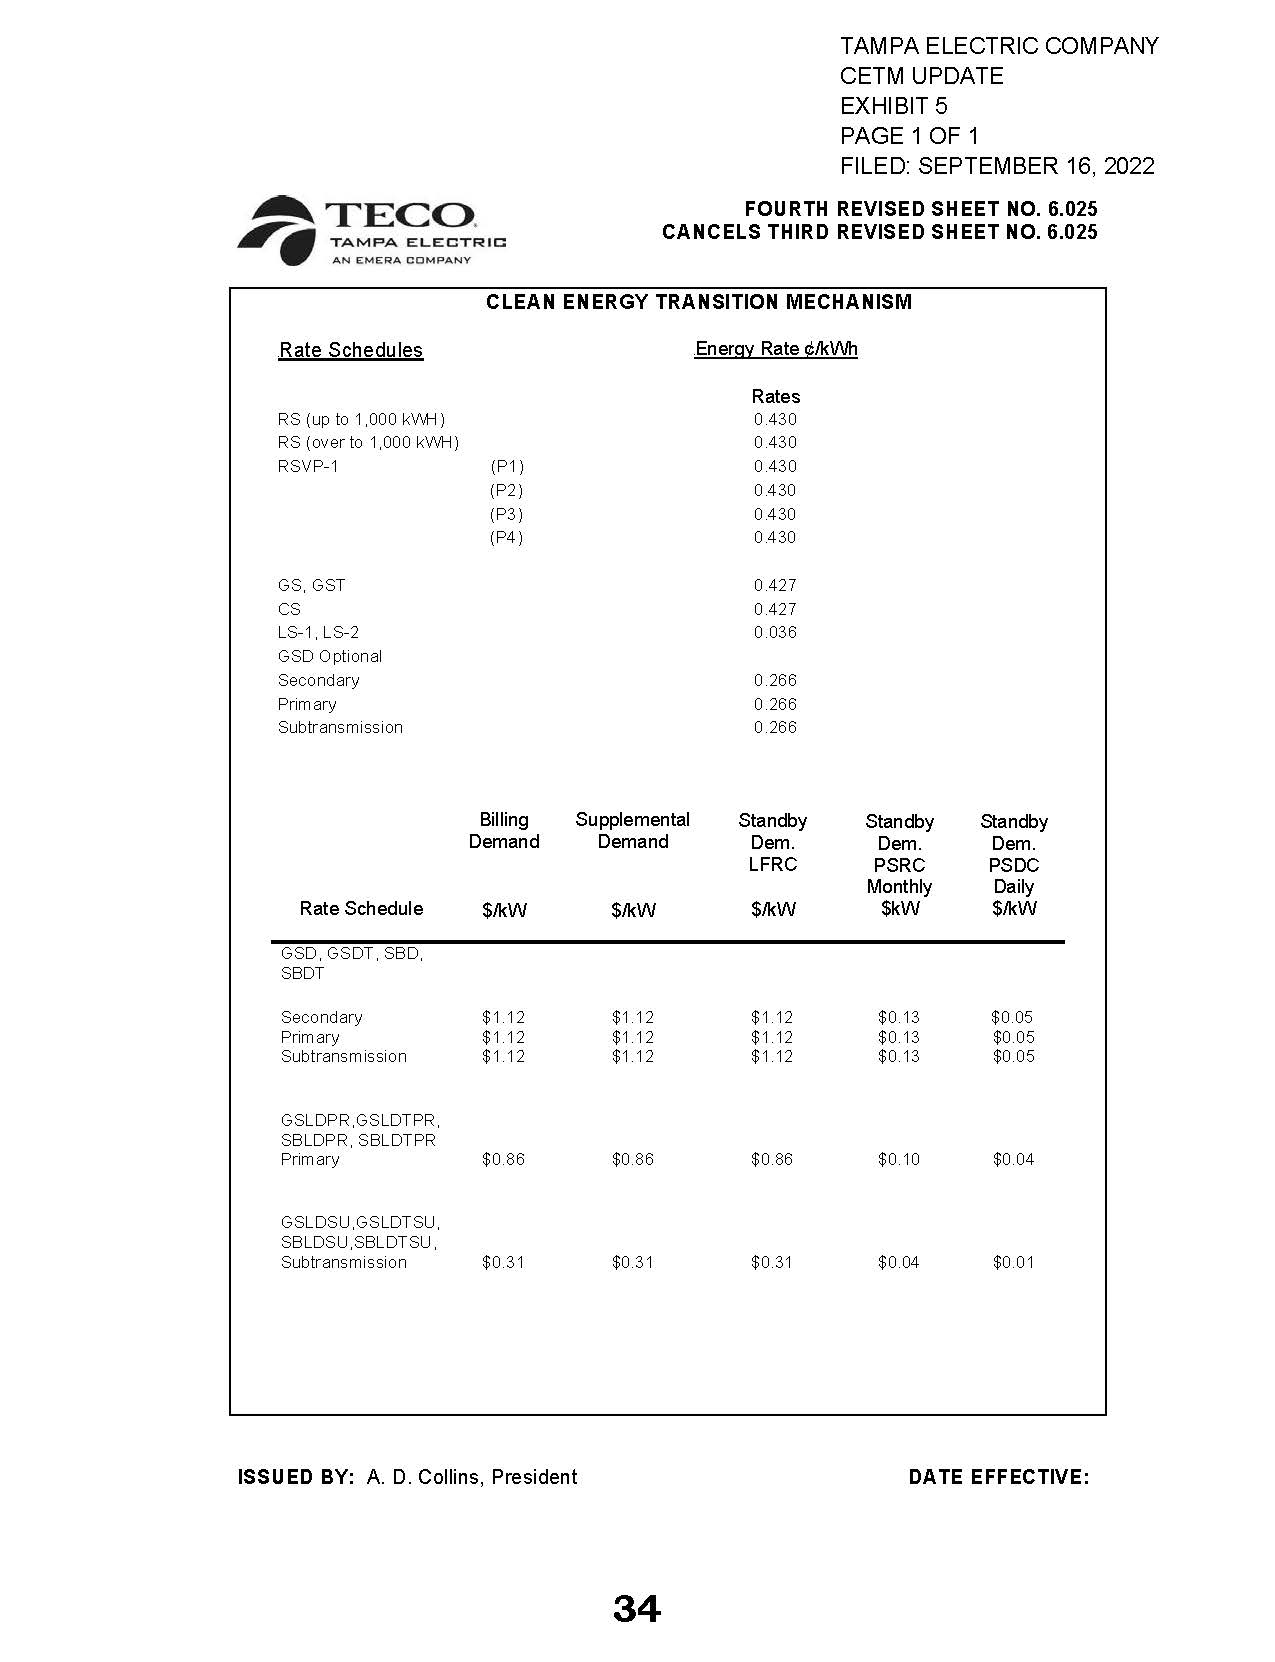 TAMPA ELECTRIC COMPANY
CETM UPDATE
EXHIBIT 5
PAGE 1 OF 1
FILED: SEPTEMBER 16, 2022
TECO
TAMPA ELECTRIC
AN EMERA COMPANY
FOURTH REVISED SHEET NO. 6.025
CANCELS THIRD REVISED SHEET NO. 6.025
CLEAN ENERGY TRANSITION MECHANISM
Rate Schedules Energy Rate ¢/kWh
Rates
RS (up to 1,000 kWH) 0.430
RS (over to 1,000 kWH) 0.430
RSVP-1 (P1) 0.430
(P2) 0.430
(P3) 0.430
(P4) 0.430
GS, GST 0.427
CS 0.427
LS-1, LS-2 0.036
GSD Optional
Secondary 0.266
Primary 0.266
Subtransmission 0.266
Billing Supplemental Standby Standby Standby
Demand Demand Dem. Dem. Dem.
LFRC PSRC PSDC
Monthly Daily
Rate Schedule $/kW $/kW $/kW $kW $/kW
GSD, GSDT, SBD,
SBDT
Secondary $1.12 $1.12 $1.12 $0.13 $0.05
Primary $1.12 $1.12 $1.12 $0.13 $0.05
Subtransmission $1.12 $1.12 $1.12 $0.13 $0.05
GSLDPR,GSLDTPR,
SBLDPR, SBLDTPR
Primary $0.86 $0.86 $0.86 $0.10 $0.04
GSLDSU,GSLDTSU,
SBLDSU,SBLDTSU,
Subtransmission $0.31 $0.31 $0.31 $0.04 $0.01
ISSUED BY: A. D. Collins, President DATE EFFECTIVE:
34